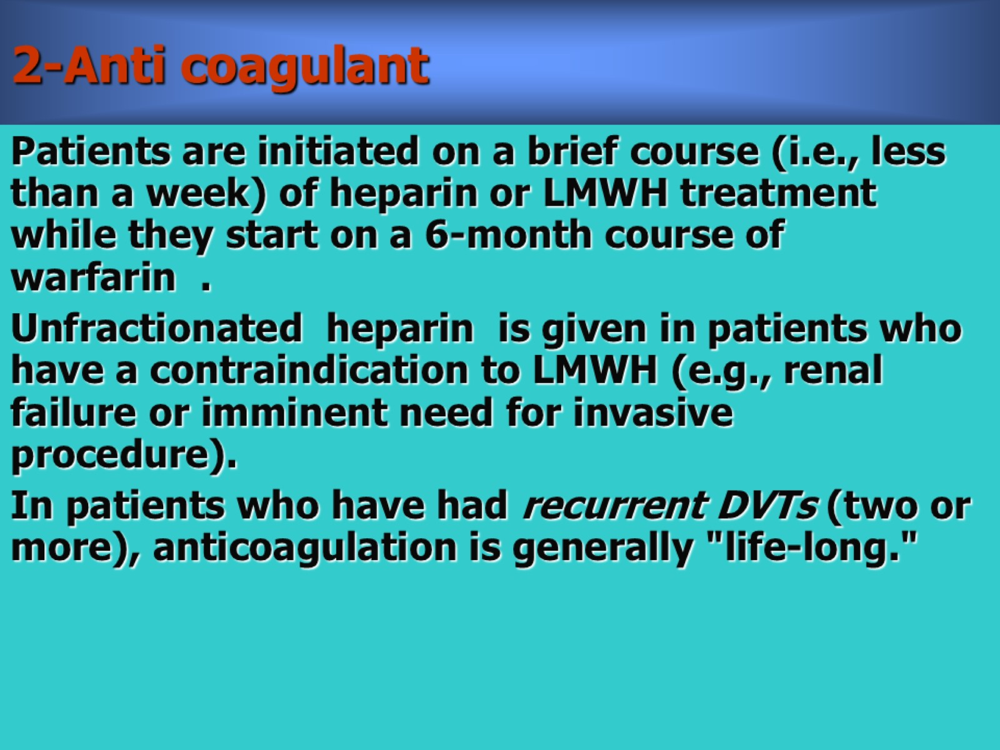 2-Anti coagulant
Patients are initiated on a brief course (i.e., less
than a week) of heparin or LMWH treatment
while they start on a 6-month course of
warfarin  .
Unfractionated  heparin  is given in patients who
have a contraindication to LMWH (e.g., renal
failure or imminent need for invasive
procedure).
In patients who have had recurrent DVTs (two or
more), anticoagulation is generally "life-long."